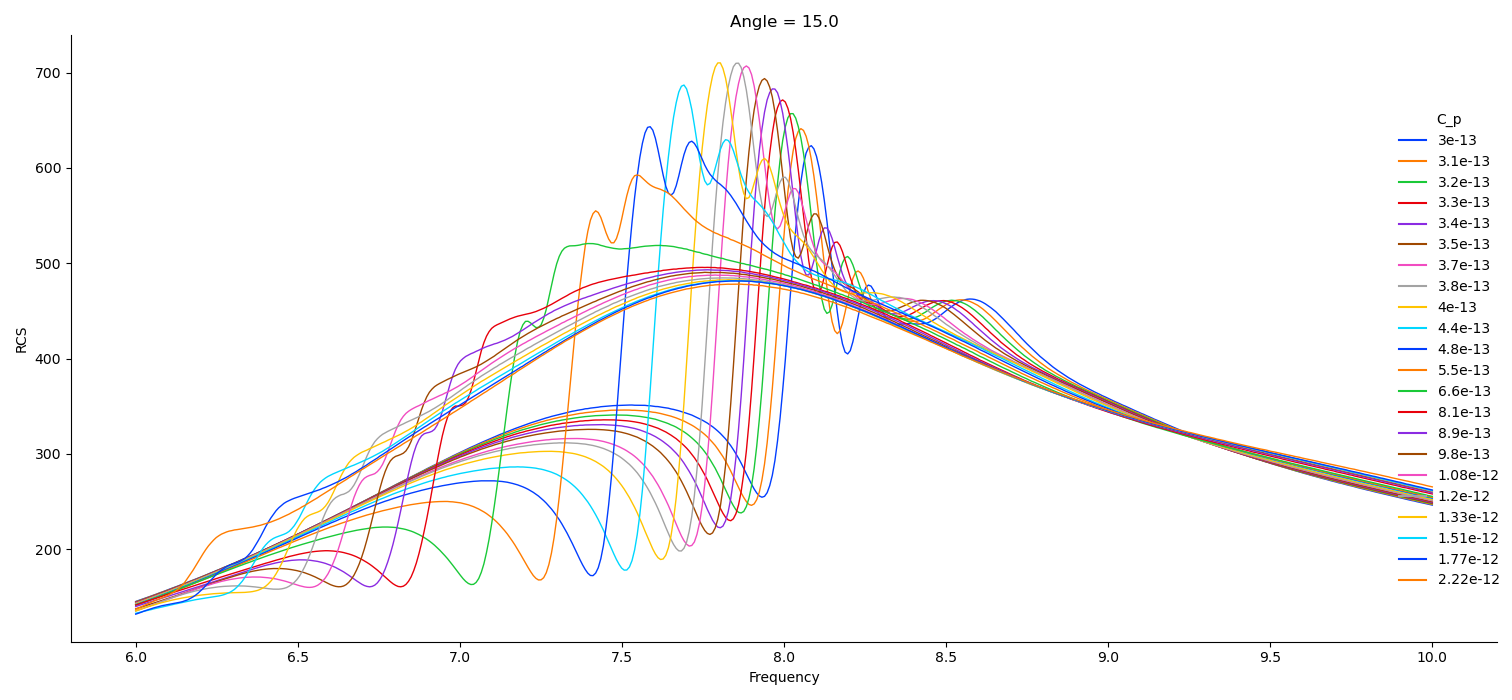 Angle = 15.0
700
600
500
400
300
200
RCS
6.0 6.5 7.0 7.5 8.0 8.5 9.0 9.5 10.0
Frequency
C_p
3e-13
3.1e-13
3.2e-13
3.3e-13
3.4e-13
3.5e-13
3.7e-13
3.8e-13
4e-13
4.4e-13
4.8e-13
5.5e-13
6.6e-13
8.1e-13
8.9e-13
9.8e-13
1.08e-12
1.2e-12
1.33e-12
1.51e-12
1.77e-12
2.22e-12